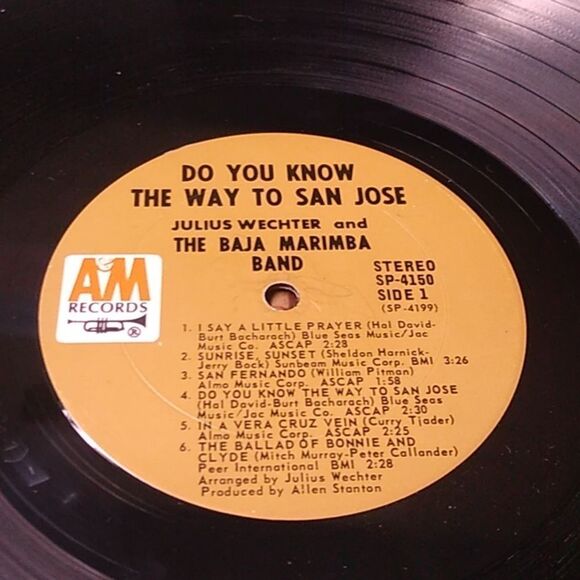 DO YOU KNOW
THE WAY TO SAN JOSE
JULIUS WECHTER and
THE BAJA MARIMBA
BAND
A&M
RECORDS
®
STEREO
SP-4150
SIDE 1
(SP-4199)
1. I SAY A LITTLE PRAYER (Hal David-
Burt Bacharach) Blue Seas Music/Jac
Music Co. ASCAP 2:28
2. SUNRISE, SUNSET (Sheldon Harnick-
Jerry Bock) Sunbeam Music Corp. BMI 3:26
3. SAN FERNANDO (William Pitman)
Almo Music Corp. ASCAP 1:58
4. DO YOU KNOW THE WAY TO SAN JOSE
(Hal David-Burt Bacharach) Blue Seas
Music/Jac Music Co. ASCAP 2:30
5. IN A VERA CRUZ VEIN (Curry Tjader)
Almo Music Corp. ASCAP 2:25
6. THE BALLAD OF BONNIE AND
CLYDE (Mitch Murray-Peter Callander)
Peer International BMI 2:28
Arranged by Julius Wechter
Produced by Allen Stanton